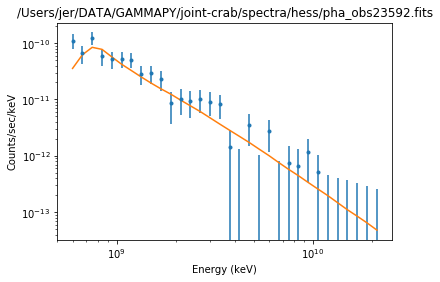 /Users/jer/DATA/GAMMAPY/joint-crab/spectra/hess/pha_obs23592.fits
Counts/sec/keV
10⁻¹⁰
10⁻¹¹
10⁻¹²
10⁻¹³
10⁹
10¹⁰
Energy (keV)